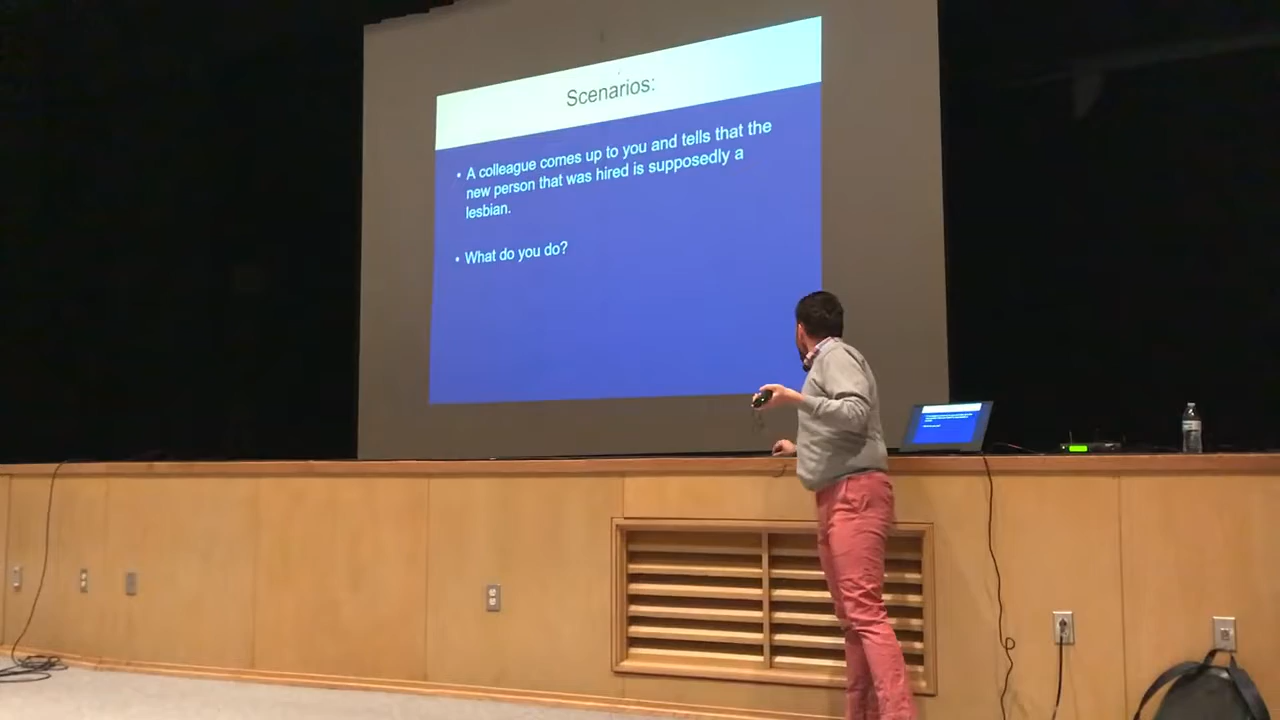 Scenarios:
• A colleague comes up to you and tells that the
new person that was hired is supposedly a
lesbian.
• What do you do?